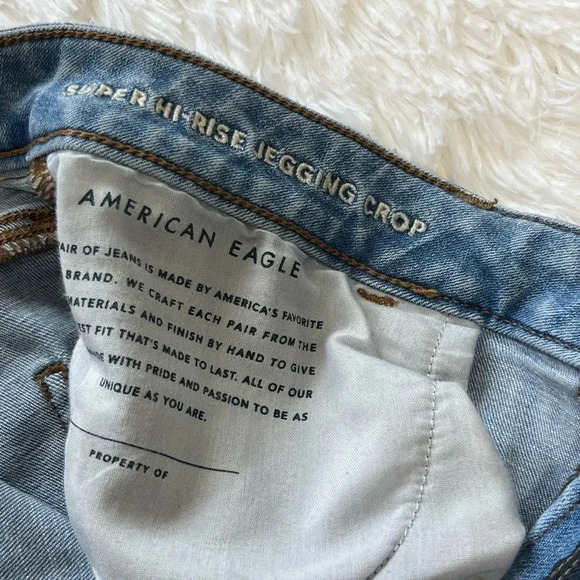 SUPER HI-RISE JEGGING CROP
AMERICAN EAGLE
PAIR OF JEANS IS MADE BY AMERICA'S FAVORITE
BRAND. WE CRAFT EACH PAIR FROM THE
MATERIALS AND FINISH BY HAND TO GIVE
EST FIT THAT'S MADE TO LAST. ALL OF OUR
WITH PRIDE AND PASSION TO BE AS
UNIQUE AS YOU ARE.
PROPERTY OF